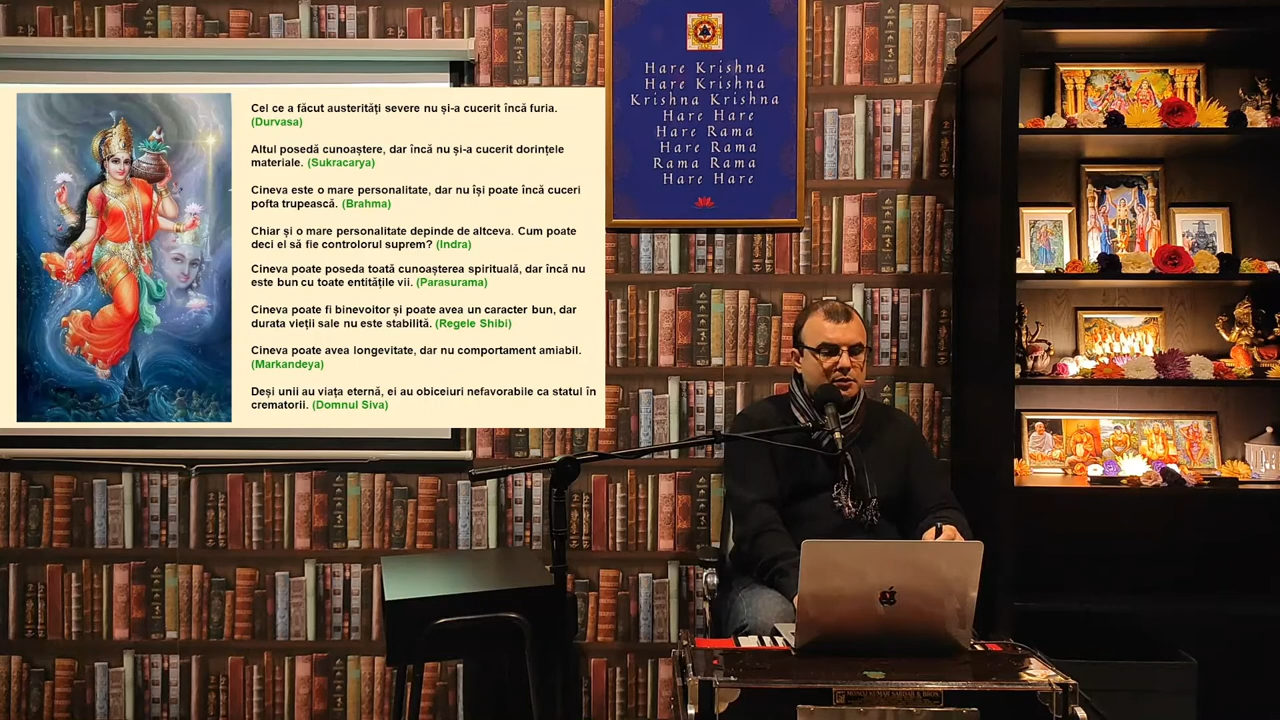 Cel ce a făcut austerități severe nu și-a cucerit încă furia.
(Durvasa)
Altul posedă cunoaștere, dar încă nu și-a cucerit dorințele
materiale. (Sukracarya)
Cineva este o mare personalitate, dar nu își poate încă cuceri
pofta trupească. (Brahma)
Chiar și o mare personalitate depinde de altceva. Cum poate
deci el să fie controlorul suprem? (Indra)
Cineva poate poseda toată cunoașterea spirituală, dar încă nu
este bun cu toate entitățile vii. (Parasurama)
Cineva poate fi binevoitor și poate avea un caracter bun, dar
durata vieții sale nu este stabilită. (Regele Shibi)
Cineva poate avea longevitate, dar nu comportament amiabil.
(Markandeya)
Deși unii au viața eternă, ei au obiceiuri nefavorabile ca statul în
crematorii. (Domnul Siva)
Hare Krishna
Hare Krishna
Krishna Krishna
Hare Hare
Hare Rama
Hare Rama
Rama Rama
Hare Hare
MONOJ KUMAR SARDAR & BROS